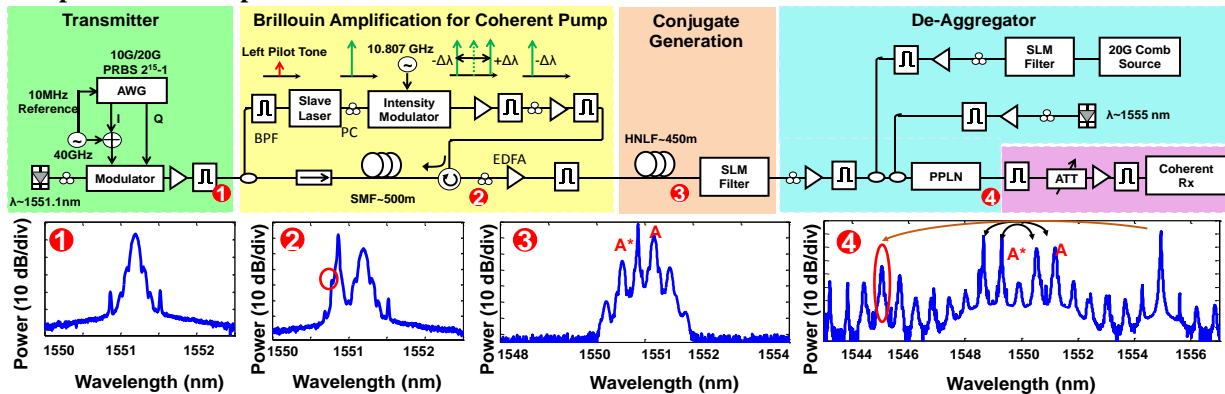 Transmitter
Brillouin Amplification for Coherent Pump
Conjugate
Generation
De-Aggregator
10G/20G
PRBS 2¹⁵-1
10MHz
Reference
AWG
I
Q
40GHz
Modulator
λ~1551.1nm
1
Left Pilot Tone
10.807 GHz
-Δλ
+Δλ
-Δλ
BPF
Slave
Laser
PC
Intensity
Modulator
SMF~500m
EDFA
2
HNLF~450m
3
SLM
Filter
SLM
Filter
20G Comb
Source
λ~1555 nm
PPLN
4
ATT
Coherent
Rx
1
Power (10 dB/div)
1550
1551
1552
Wavelength (nm)
2
Power (10 dB/div)
1550
1551
1552
Wavelength (nm)
3
A*
A
Power (10 dB/div)
1548
1550
1551
1552
1554
Wavelength (nm)
4
A*
A
Power (10 dB/div)
1544
1546
1548
1550
1552
1554
1556
Wavelength (nm)